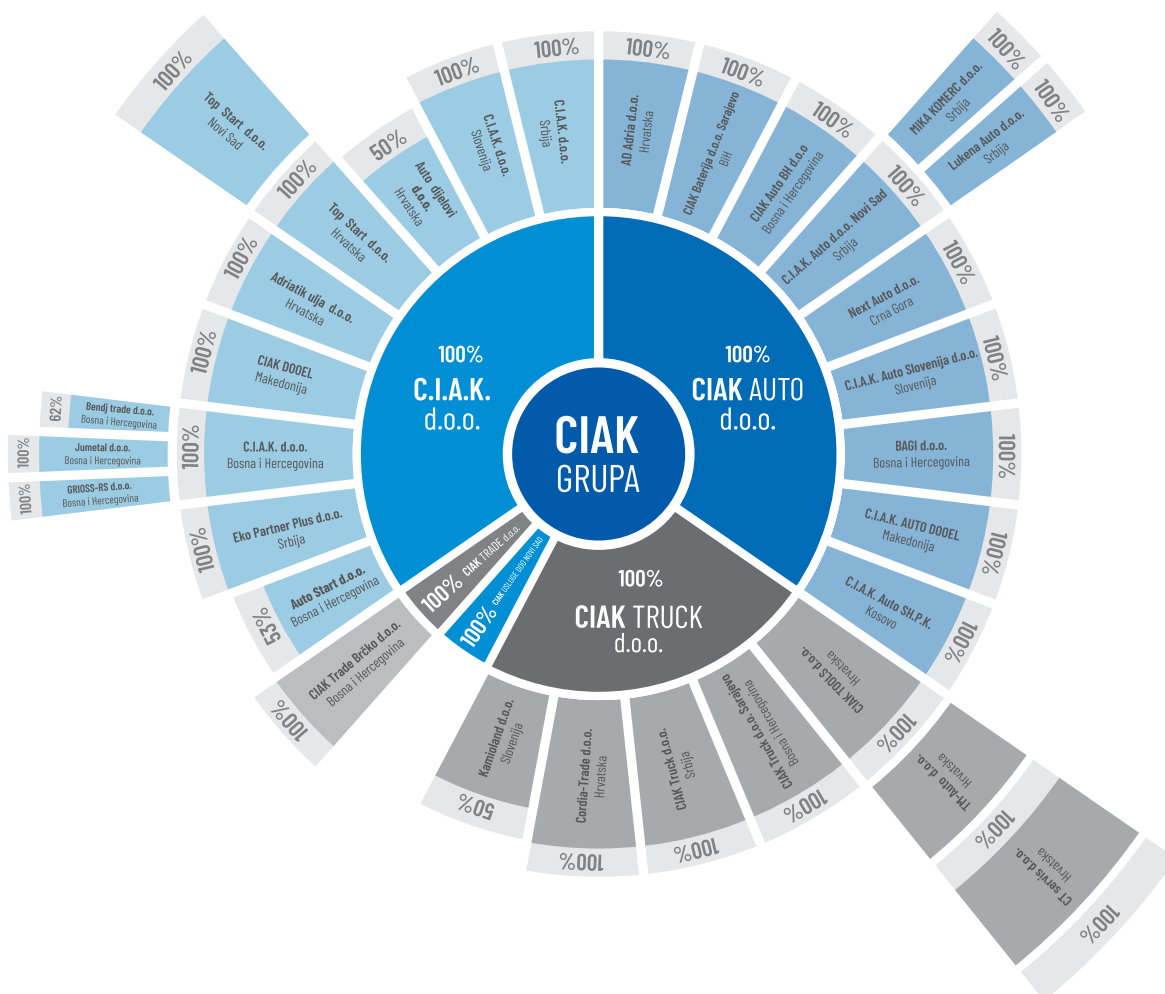 CIAK
GRUPA
100%
C.I.A.K.
d.o.o.
100%
CIAK AUTO
d.o.o.
100%
CIAK TRUCK
d.o.o.
100% CIAK TRADE d.o.o.
100% CIAK USLUGE DOO NOVI SAD
100%
AD Adria d.o.o.
Hrvatska
100%
CIAK Baterija d.o.o. Sarajevo
BiH
100%
CIAK Auto BH d.o.o
Bosna i Hercegovina
100%
C.I.A.K. Auto d.o.o. Novi Sad
Srbija
100%
MIKA KOMERC d.o.o.
Srbija
100%
Lukena Auto d.o.o.
Srbija
100%
Next Auto d.o.o.
Crna Gora
100%
C.I.A.K. Auto Slovenija d.o.o.
Slovenija
100%
BAGI d.o.o.
Bosna i Hercegovina
100%
C.I.A.K. AUTO DOOEL
Makedonija
100%
C.I.A.K. Auto SH.P.K.
Kosovo
100%
CIAK TOOLS d.o.o.
Hrvatska
100%
TM-Auto d.o.o.
Hrvatska
100%
CT servis d.o.o.
Hrvatska
100%
CIAK Truck d.o.o. Sarajevo
Bosna i Hercegovina
100%
CIAK Truck d.o.o.
Srbija
100%
Cordia-Trade d.o.o.
Hrvatska
100%
Kamioland d.o.o.
Slovenija
50%
CIAK Trade Brčko d.o.o.
Bosna i Hercegovina
100%
Auto Start d.o.o.
Bosna i Hercegovina
53%
Eko Partner Plus d.o.o.
Srbija
100%
C.I.A.K. d.o.o.
Bosna i Hercegovina
100%
GRIOSS-RS d.o.o.
Bosna i Hercegovina
100%
Jumetal d.o.o.
Bosna i Hercegovina
100%
Bendj trade d.o.o.
Bosna i Hercegovina
62%
CIAK DOOEL
Makedonija
100%
Adriatik ulja d.o.o.
Hrvatska
100%
Top Start d.o.o.
Hrvatska
100%
Top Start d.o.o.
Novi Sad
100%
Auto dijelovi
d.o.o.
Hrvatska
50%
C.I.A.K. d.o.o.
Slovenija
100%
C.I.A.K. d.o.o.
Srbija
100%